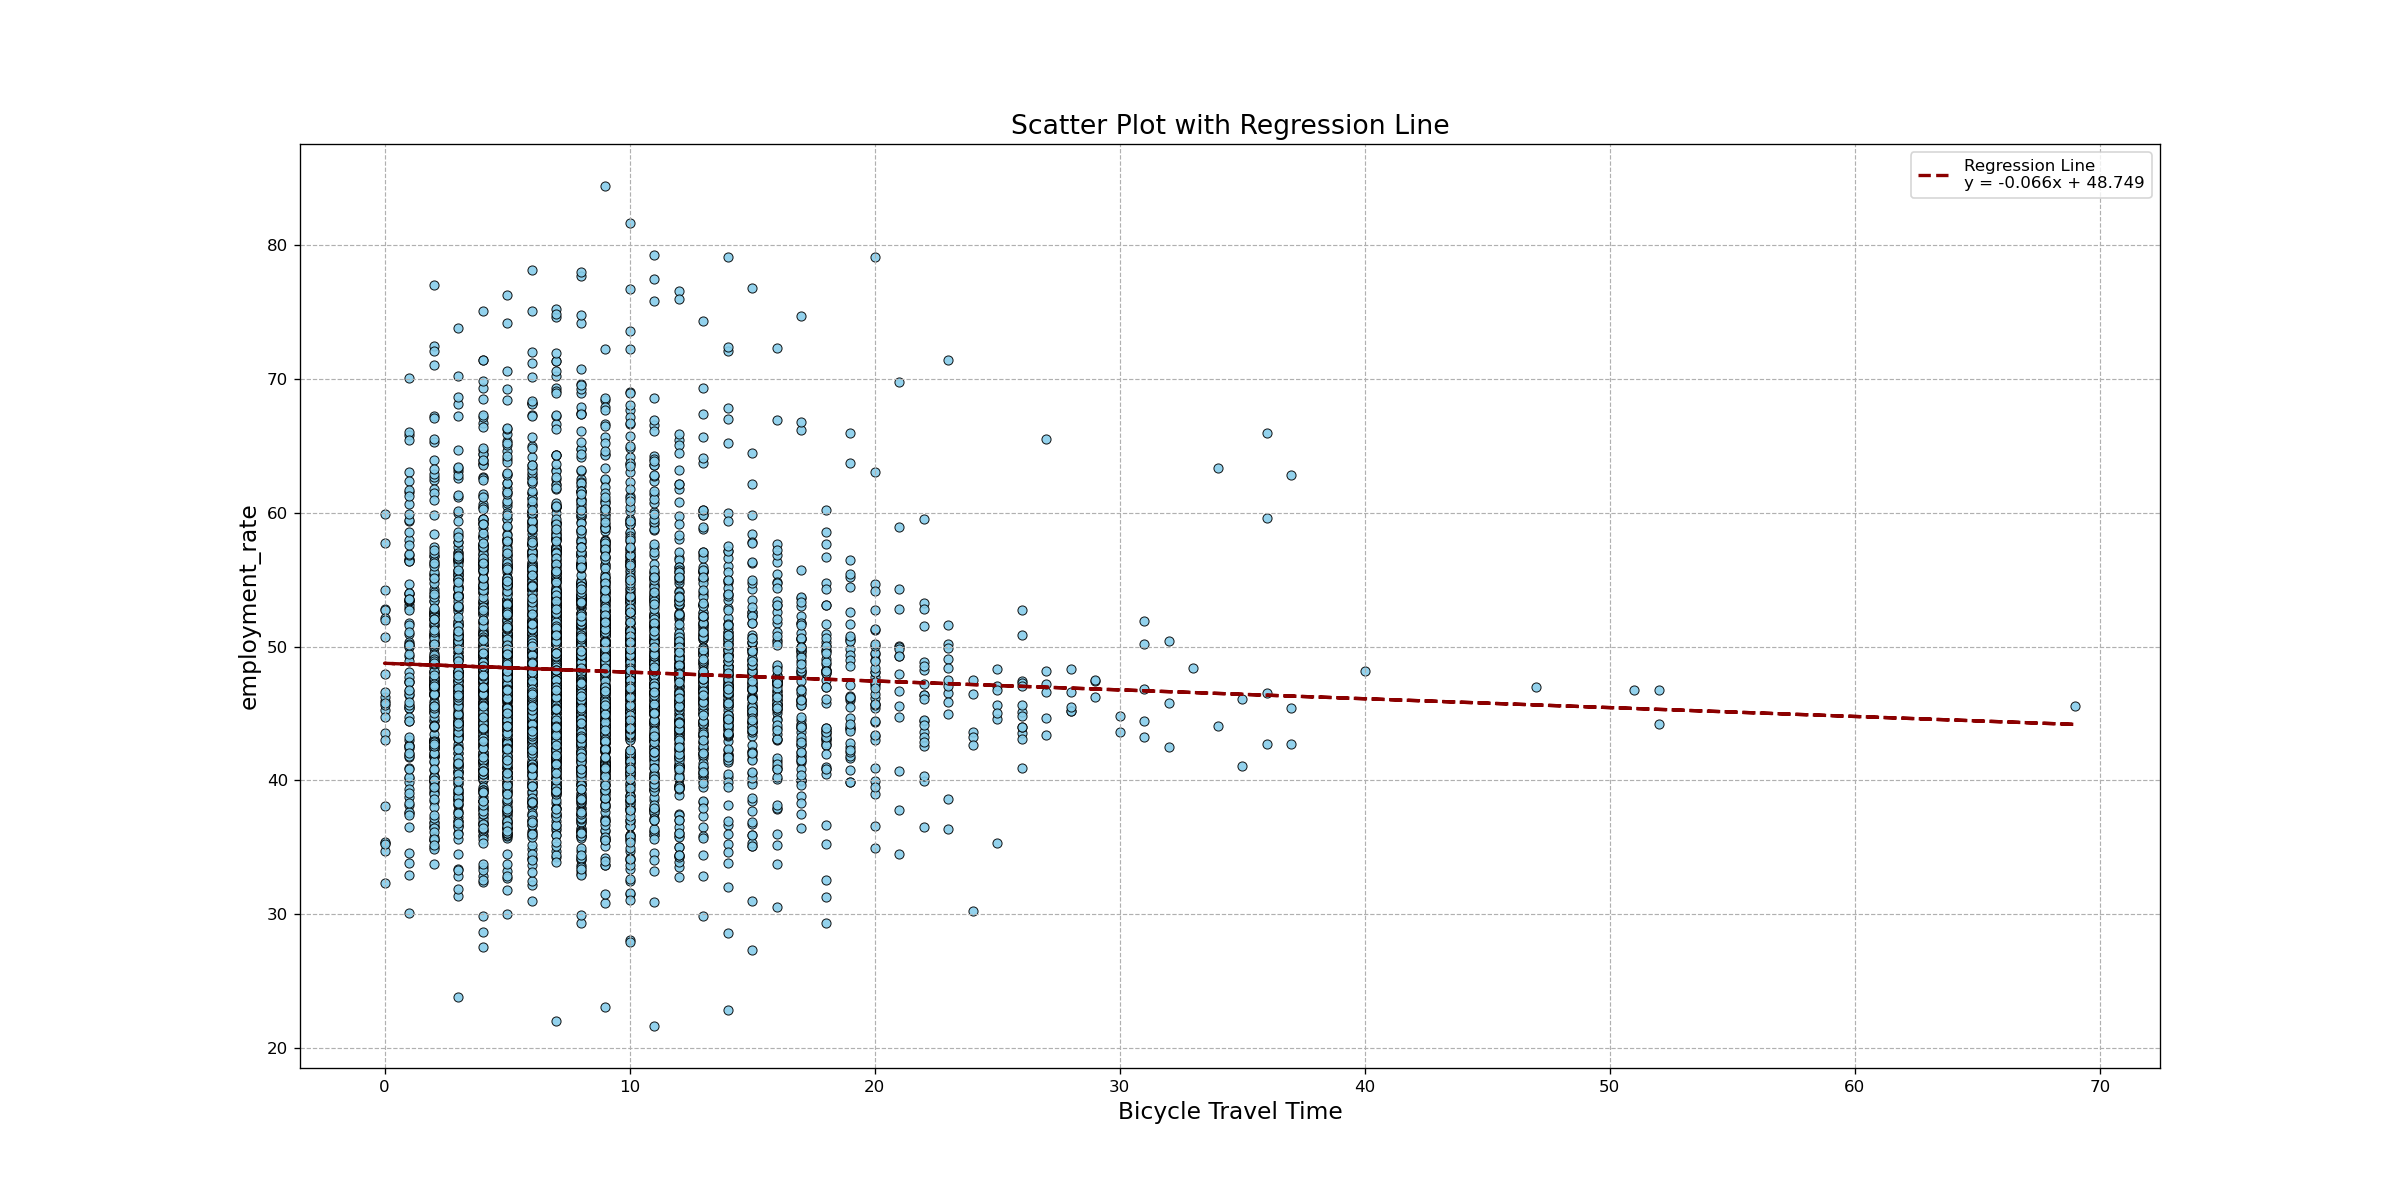 Scatter Plot with Regression Line
Regression Line
y = -0.066x + 48.749
employment_rate
80
70
60
50
40
30
20
0 10 20 30 40 50 60 70
Bicycle Travel Time